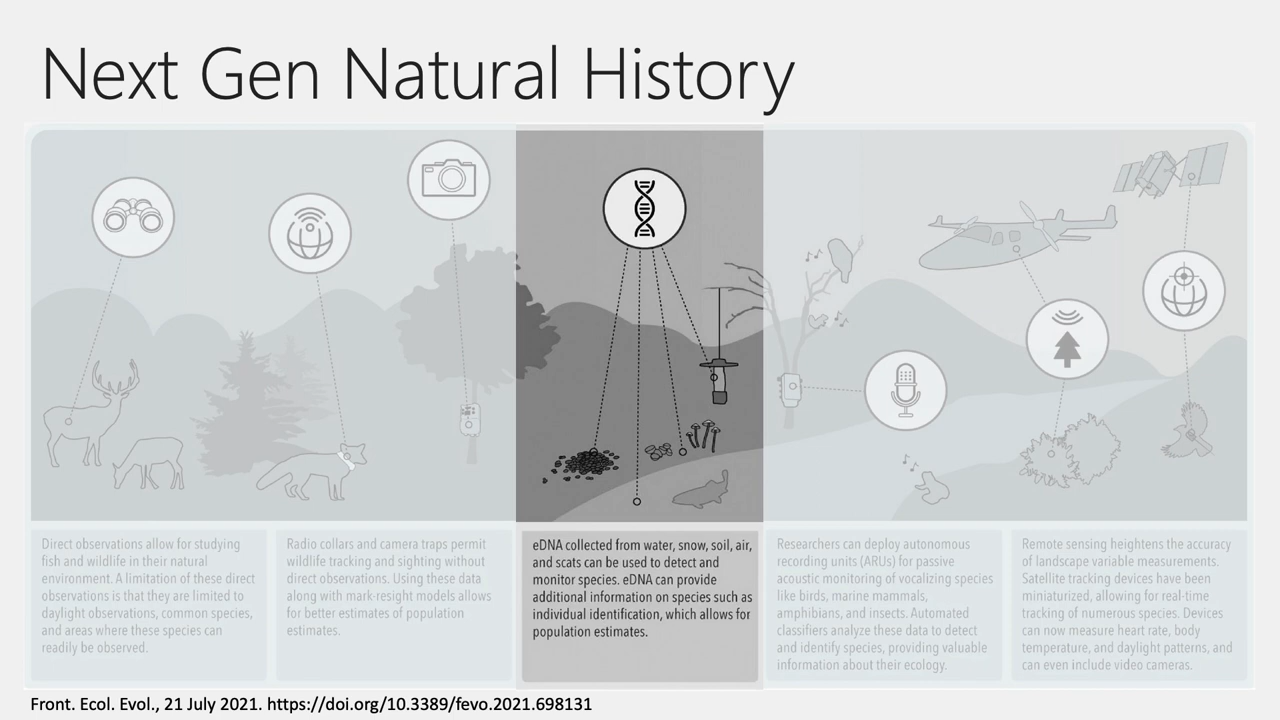 Next Gen Natural History
Direct observations allow for studying
fish and wildlife in their natural
environment. A limitation of these direct
observations is that they are limited to
daylight observations, common species,
and areas where these species can
readily be observed.
Radio collars and camera traps permit
wildlife tracking and sighting without
direct observations. Using these data
along with mark-resight models allows
for better estimates of population
estimates.
eDNA collected from water, snow, soil, air,
and scats can be used to detect and
monitor species. eDNA can provide
additional information on species such as
individual identification, which allows for
population estimates.
Researchers can deploy autonomous
recording units (ARUs) for passive
acoustic monitoring of vocalizing species
like birds, marine mammals,
amphibians, and insects. Automated
classifiers analyze these data to detect
and identify species, providing valuable
information about their ecology.
Remote sensing heightens the accuracy
of landscape variable measurements.
Satellite tracking devices have been
miniaturized, allowing for real-time
tracking of numerous species. Devices
can now measure heart rate, body
temperature, and daylight patterns, and
can even include video cameras.
Front. Ecol. Evol., 21 July 2021. https://doi.org/10.3389/fevo.2021.698131